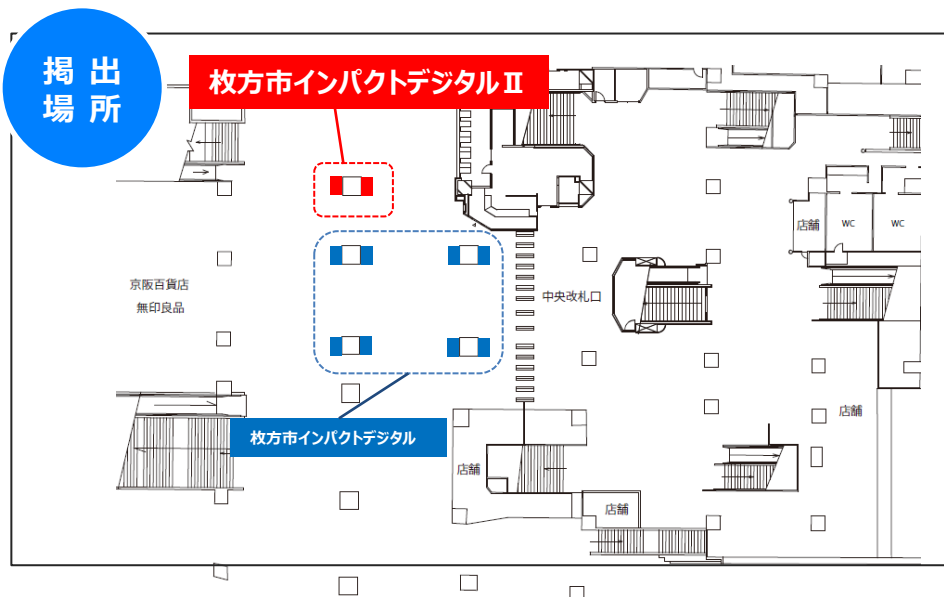 掲出
場所
枚方市インパクトデジタルⅡ
店舗
WC
WC
京阪百貨店
無印良品
中央改札口
店舗
枚方市インパクトデジタル
店舗
店舗